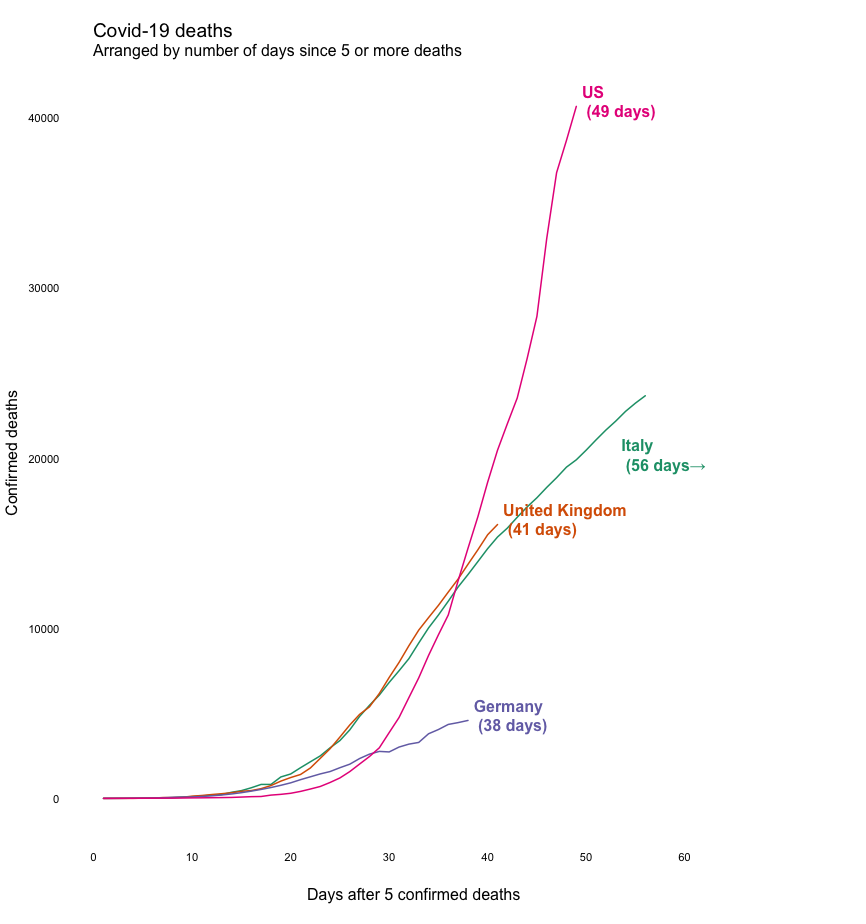 Covid-19 deaths
Arranged by number of days since 5 or more deaths
US
(49 days)
40000
30000
Italy
(56 days→
20000
United Kingdom
(41 days)
10000
Germany
(38 days)
0
Confirmed deaths
0 10 20 30 40 50 60
Days after 5 confirmed deaths